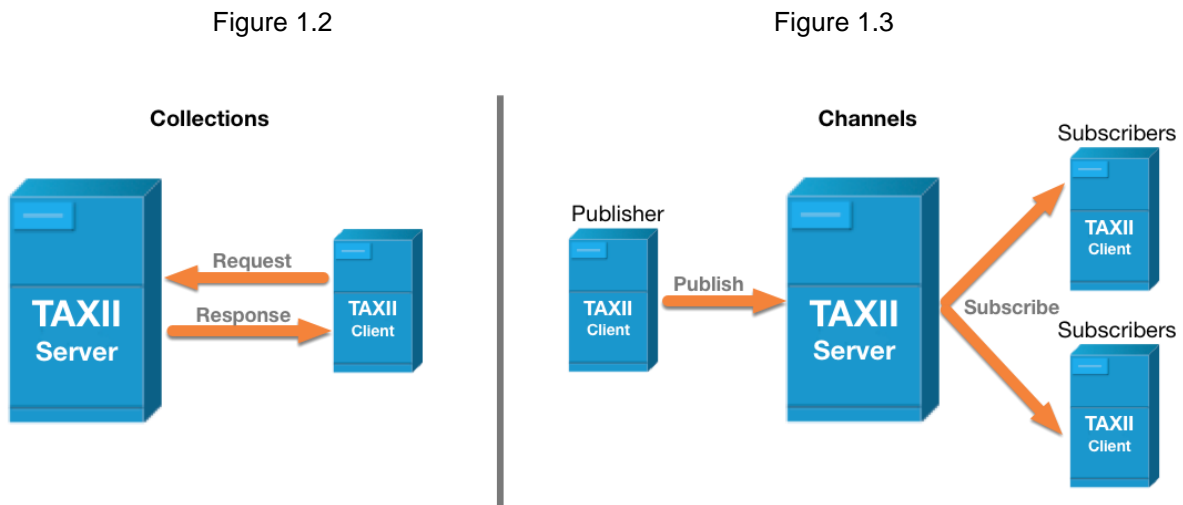 Figure 1.2
Collections
TAXII
Server
Request
Response
TAXII
Client
Figure 1.3
Channels
Publisher
TAXII
Client
Publish
TAXII
Server
Subscribe
Subscribers
TAXII
Client
Subscribers
TAXII
Client